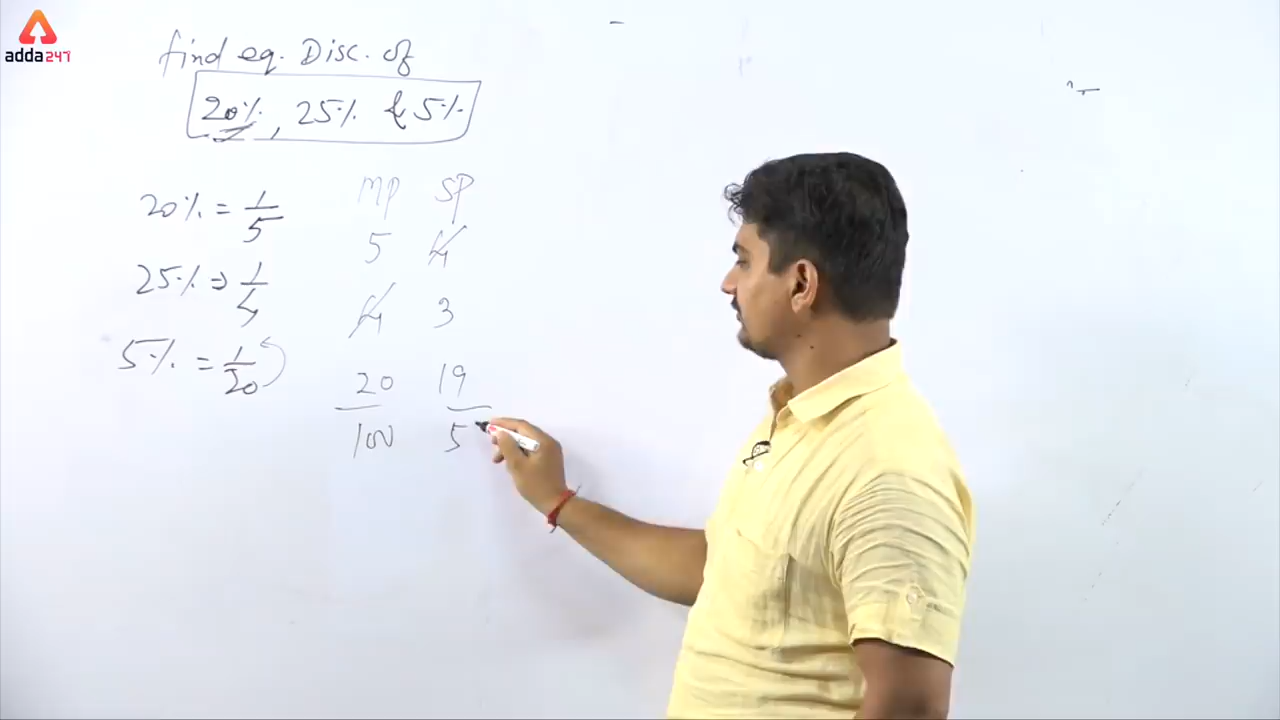 adda247
find eq. Disc. of
20%, 25% & 5%
MP SP
20% = 1/5
5 4
25% ⇒ 1/4
4 3
5% = 1/20
20 19
100 5